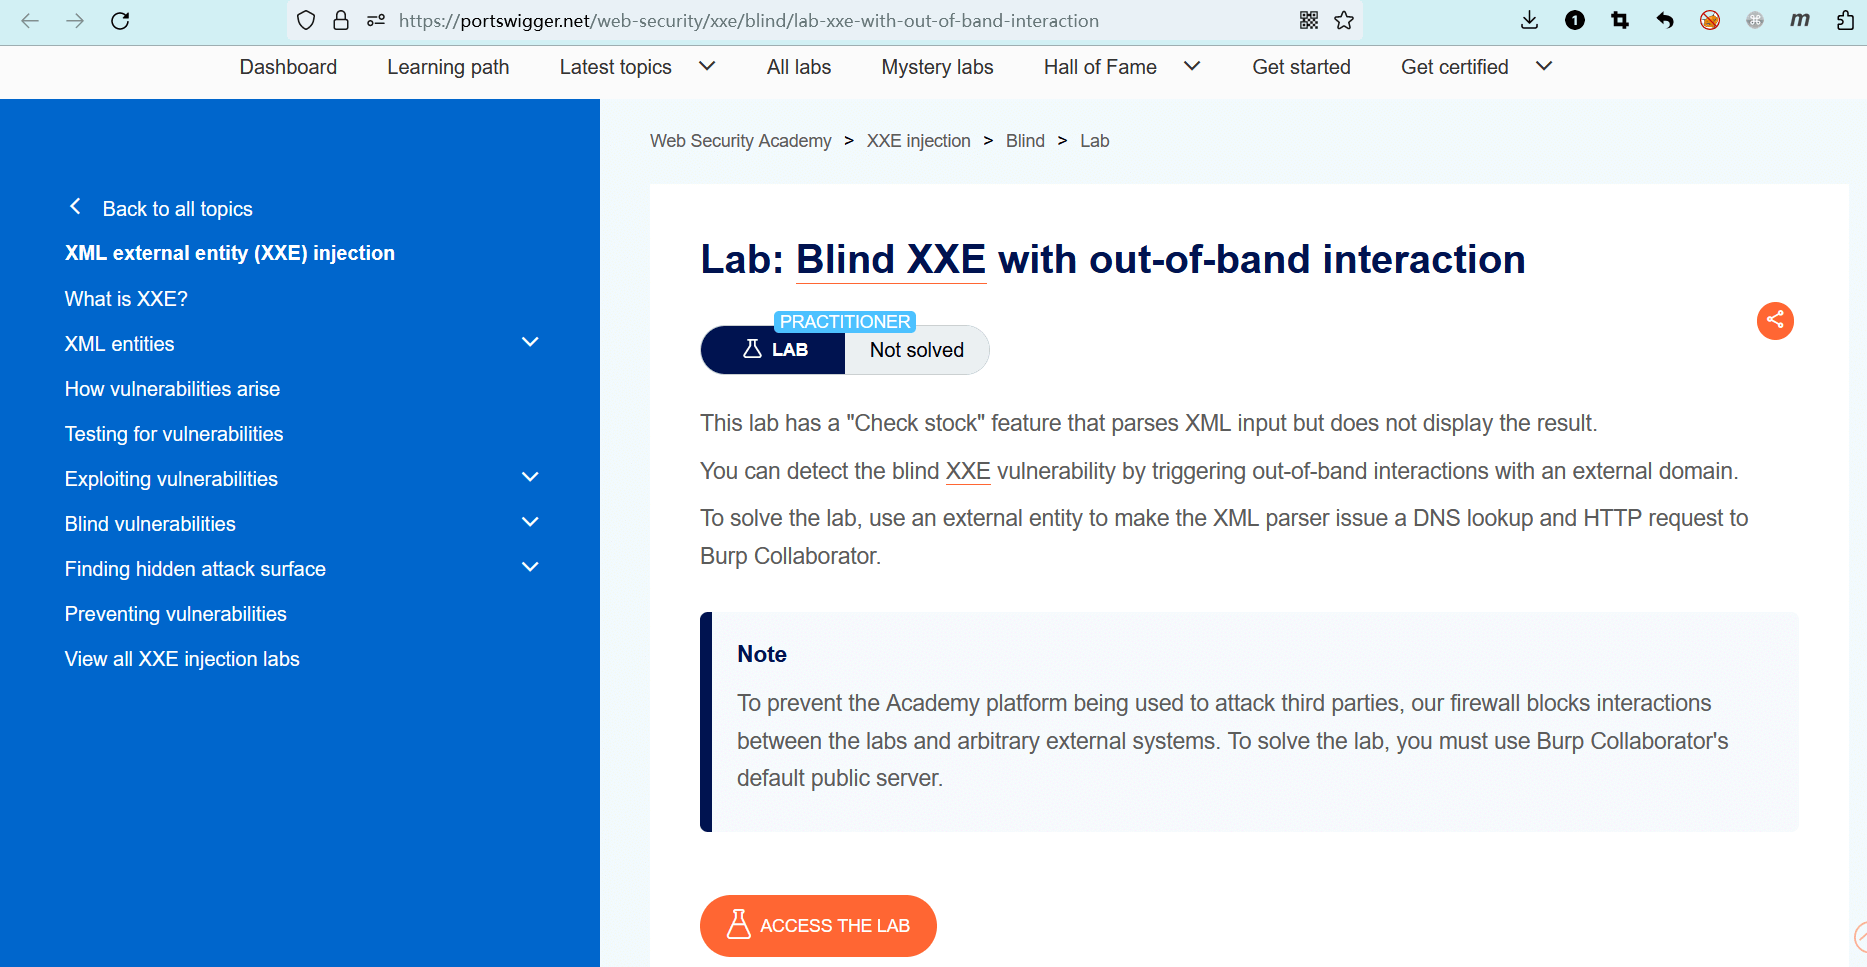 https://portswigger.net/web-security/xxe/blind/lab-xxe-with-out-of-band-interaction
1
m
Dashboard Learning path Latest topics All labs Mystery labs Hall of Fame Get started Get certified
Web Security Academy > XXE injection > Blind > Lab
Back to all topics
XML external entity (XXE) injection
What is XXE?
XML entities
How vulnerabilities arise
Testing for vulnerabilities
Exploiting vulnerabilities
Blind vulnerabilities
Finding hidden attack surface
Preventing vulnerabilities
View all XXE injection labs
Lab: Blind XXE with out-of-band interaction
PRACTITIONER
LAB Not solved
This lab has a "Check stock" feature that parses XML input but does not display the result.
You can detect the blind XXE vulnerability by triggering out-of-band interactions with an external domain.
To solve the lab, use an external entity to make the XML parser issue a DNS lookup and HTTP request to
Burp Collaborator.
Note
To prevent the Academy platform being used to attack third parties, our firewall blocks interactions
between the labs and arbitrary external systems. To solve the lab, you must use Burp Collaborator's
default public server.
ACCESS THE LAB